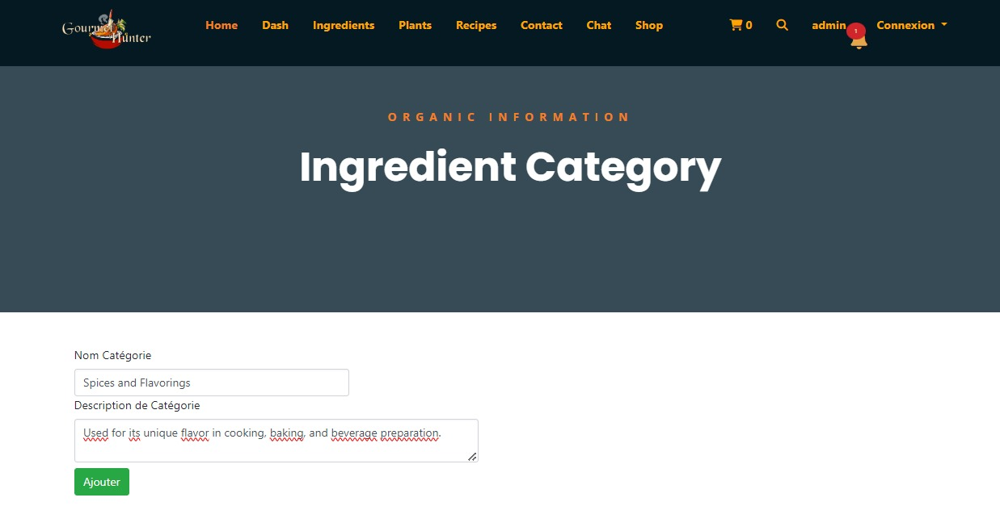 Gourmet Hunter
Home Dash Ingredients Plants Recipes Contact Chat Shop 0 admin 1 Connexion
ORGANIC INFORMATION
Ingredient Category
Nom Catégorie
Spices and Flavorings
Description de Catégorie
Used for its unique flavor in cooking, baking, and beverage preparation.
Ajouter